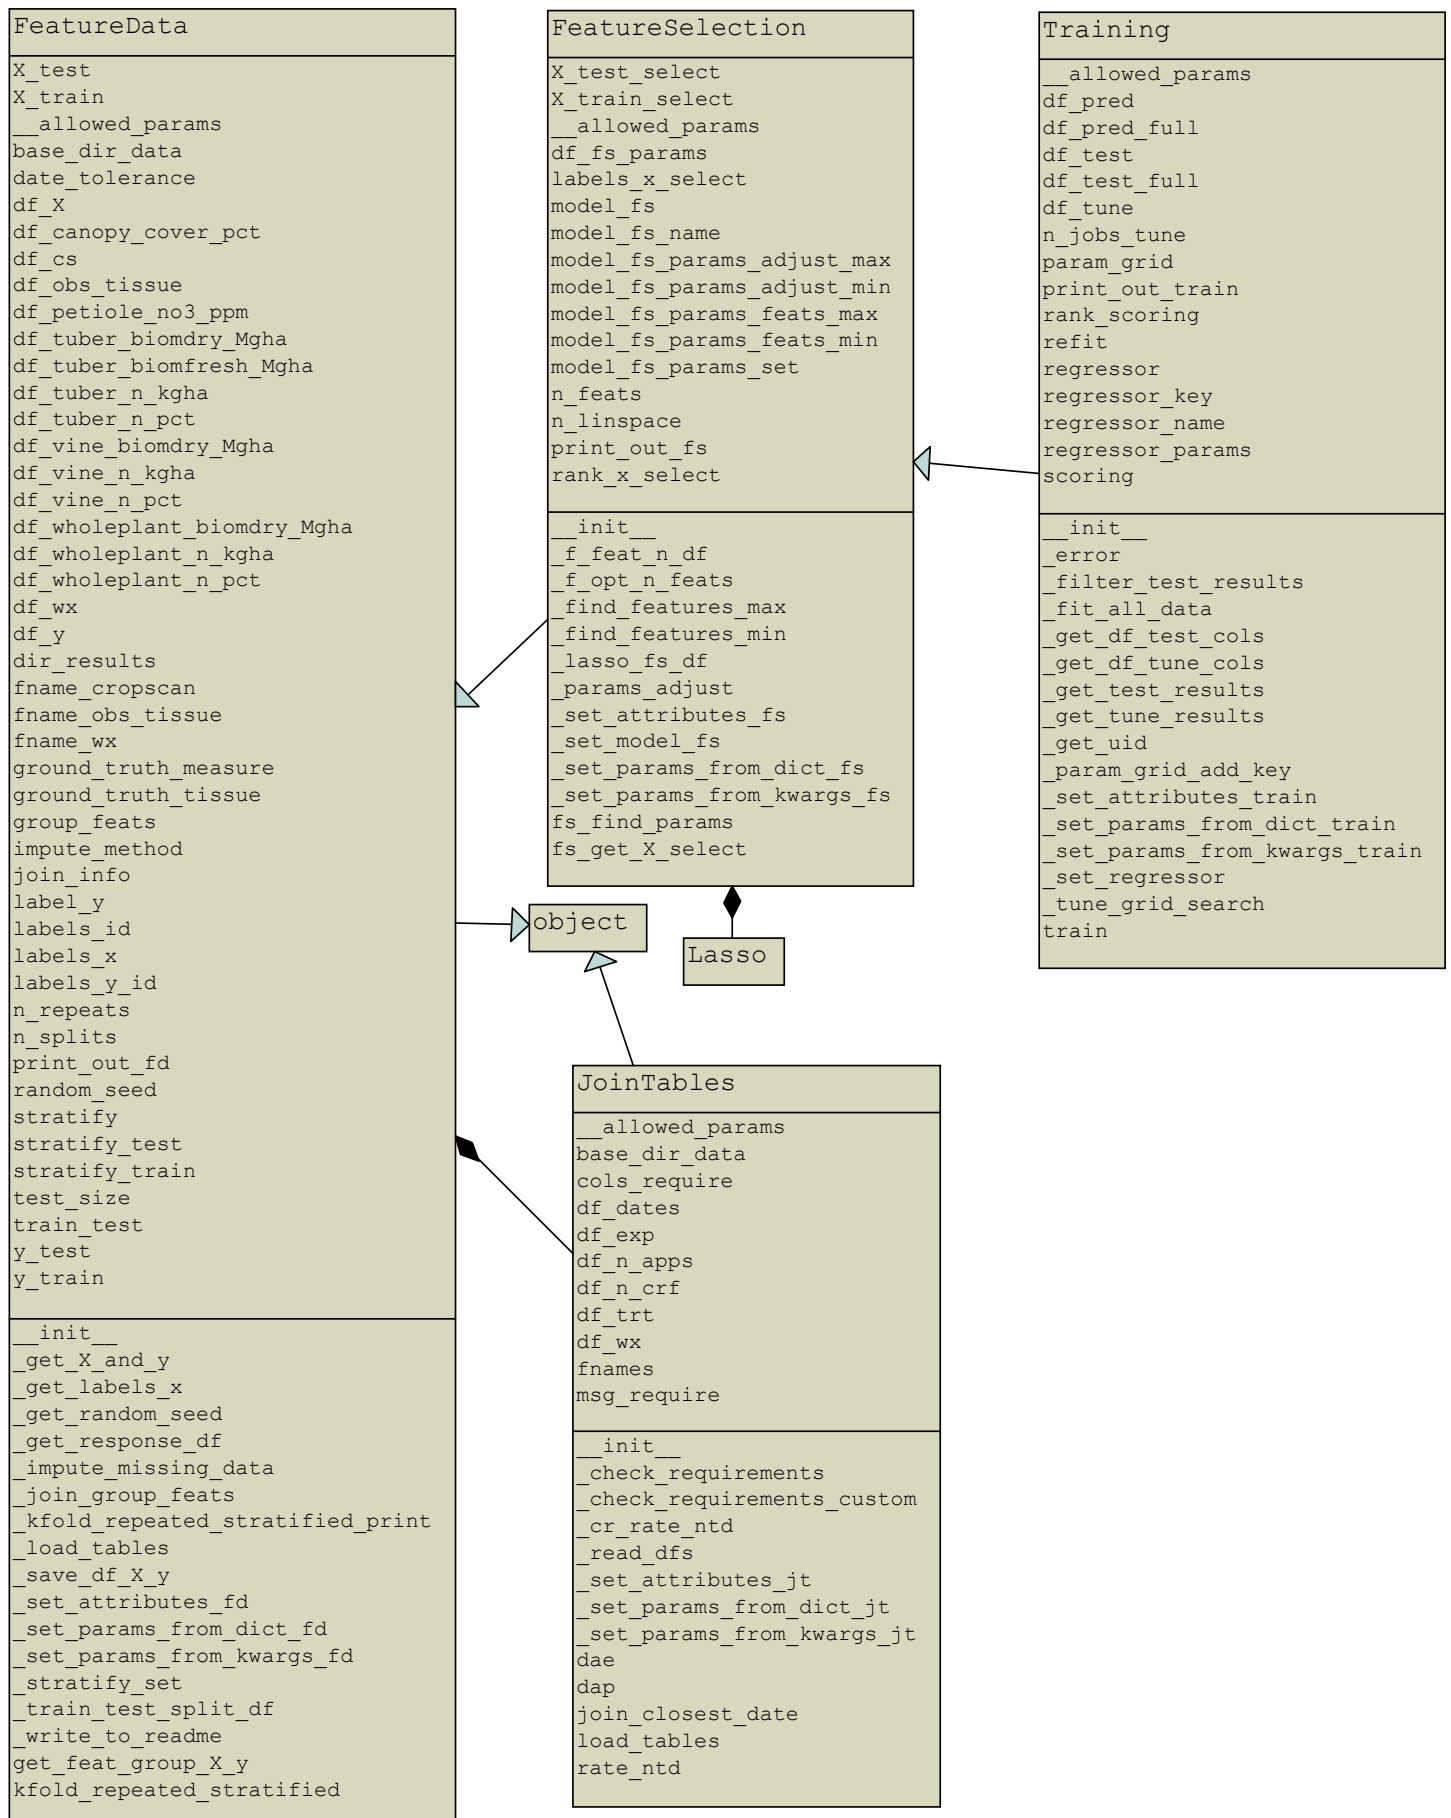 FeatureData
X_test
X_train
__allowed_params
base_dir_data
date_tolerance
df_X
df_canopy_cover_pct
df_cs
df_obs_tissue
df_petiole_no3_ppm
df_tuber_biomdry_Mgha
df_tuber_biomfresh_Mgha
df_tuber_n_kgha
df_tuber_n_pct
df_vine_biomdry_Mgha
df_vine_n_kgha
df_vine_n_pct
df_wholeplant_biomdry_Mgha
df_wholeplant_n_kgha
df_wholeplant_n_pct
df_wx
df_y
dir_results
fname_cropscan
fname_obs_tissue
fname_wx
ground_truth_measure
ground_truth_tissue
group_feats
impute_method
join_info
label_y
labels_id
labels_x
labels_y_id
n_repeats
n_splits
print_out_fd
random_seed
stratify
stratify_test
stratify_train
test_size
train_test
y_test
y_train
__init__
_get_X_and_y
_get_labels_x
_get_random_seed
_get_response_df
_impute_missing_data
_join_group_feats
_kfold_repeated_stratified_print
_load_tables
_save_df_X_y
_set_attributes_fd
_set_params_from_dict_fd
_set_params_from_kwargs_fd
_stratify_set
_train_test_split_df
_write_to_readme
get_feat_group_X_y
kfold_repeated_stratified
FeatureSelection
X_test_select
X_train_select
__allowed_params
df_fs_params
labels_x_select
model_fs
model_fs_name
model_fs_params_adjust_max
model_fs_params_adjust_min
model_fs_params_feats_max
model_fs_params_feats_min
model_fs_params_set
n_feats
n_linspace
print_out_fs
rank_x_select
__init__
_f_feat_n_df
_f_opt_n_feats
_find_features_max
_find_features_min
_lasso_fs_df
_params_adjust
_set_attributes_fs
_set_model_fs
_set_params_from_dict_fs
_set_params_from_kwargs_fs
fs_find_params
fs_get_X_select
object
Lasso
JoinTables
__allowed_params
base_dir_data
cols_require
df_dates
df_exp
df_n_apps
df_n_crf
df_trt
df_wx
fnames
msg_require
__init__
_check_requirements
_check_requirements_custom
_cr_rate_ntd
_read_dfs
_set_attributes_jt
_set_params_from_dict_jt
_set_params_from_kwargs_jt
dae
dap
join_closest_date
load_tables
rate_ntd
Training
__allowed_params
df_pred
df_pred_full
df_test
df_test_full
df_tune
n_jobs_tune
param_grid
print_out_train
rank_scoring
refit
regressor
regressor_key
regressor_name
regressor_params
scoring
__init__
_error
_filter_test_results
_fit_all_data
_get_df_test_cols
_get_df_tune_cols
_get_test_results
_get_tune_results
_get_uid
_param_grid_add_key
_set_attributes_train
_set_params_from_dict_train
_set_params_from_kwargs_train
_set_regressor
_tune_grid_search
train